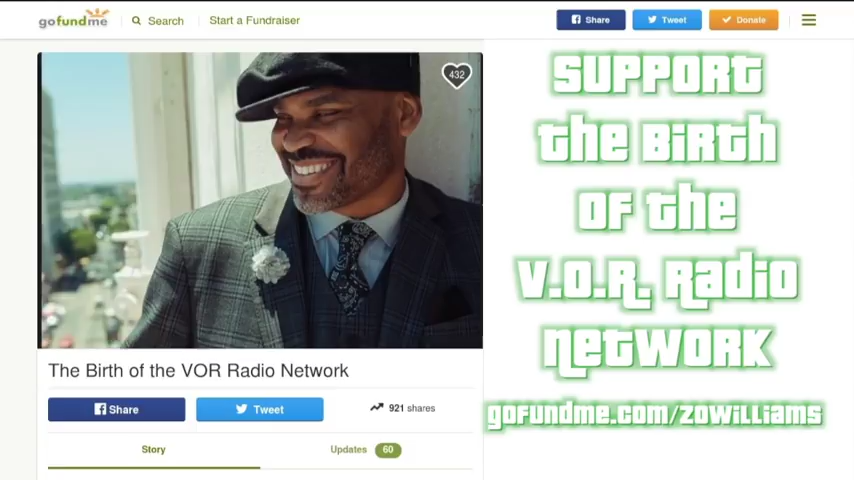 gofundme
Search
Start a Fundraiser
Share
Tweet
Donate
432
SUPPORT
the BiRth
OF the
V.O.R. Radio
NETWORK
gofundme.com/zowilliams
The Birth of the VOR Radio Network
Share
Tweet
921 shares
Story
Updates 60